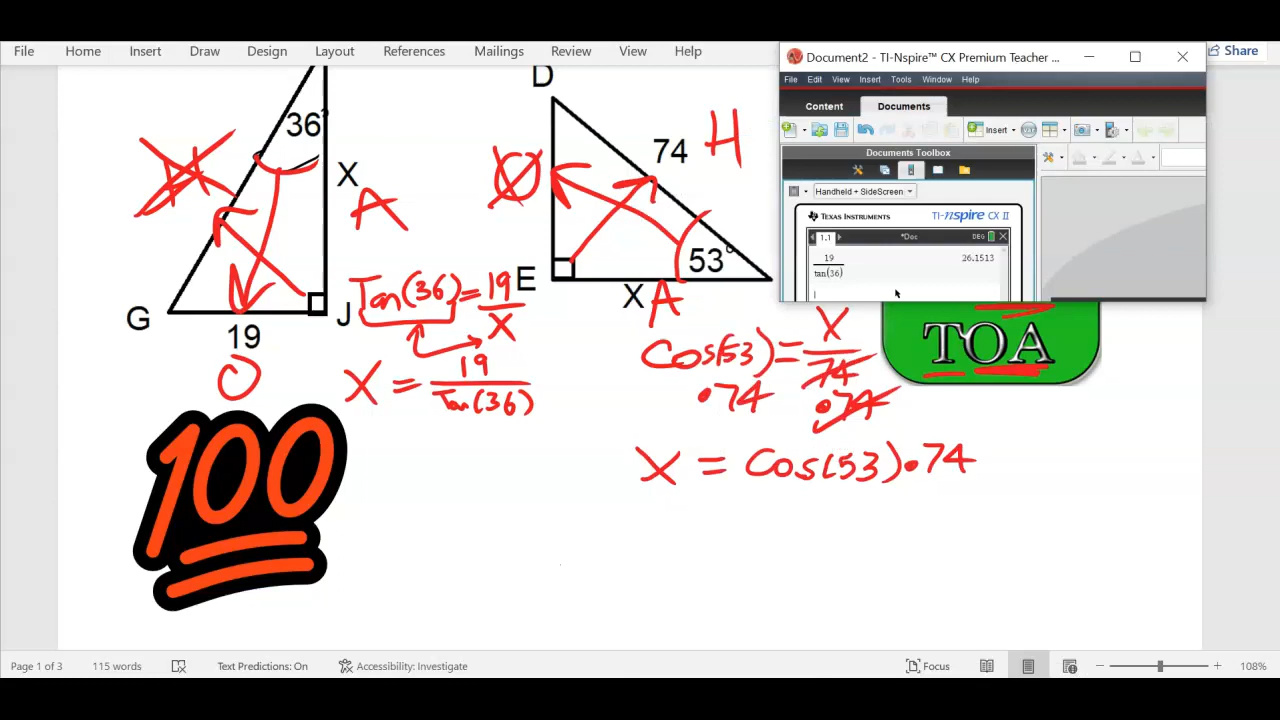 File Home Insert Draw Design Layout References Mailings Review View Help
Share
Document2 - TI-Nspire™ CX Premium Teacher ...
File Edit View Insert Tools Window Help
Content Documents
Insert
Documents Toolbox
Handheld + SideScreen
TEXAS INSTRUMENTS TI-nspire CX II
1.1 *Doc DEG
19
tan(36)
26.1513
36°
X
A
H
G
19
J
O
Tan(36) = 19
X
X = 19
Tan(36)
100
D
74
H
O
E
53°
X A
TOA
Cos(53) = X
74
•74 •74
X = Cos(53)•74
Page 1 of 3 115 words Text Predictions: On Accessibility: Investigate Focus 108%